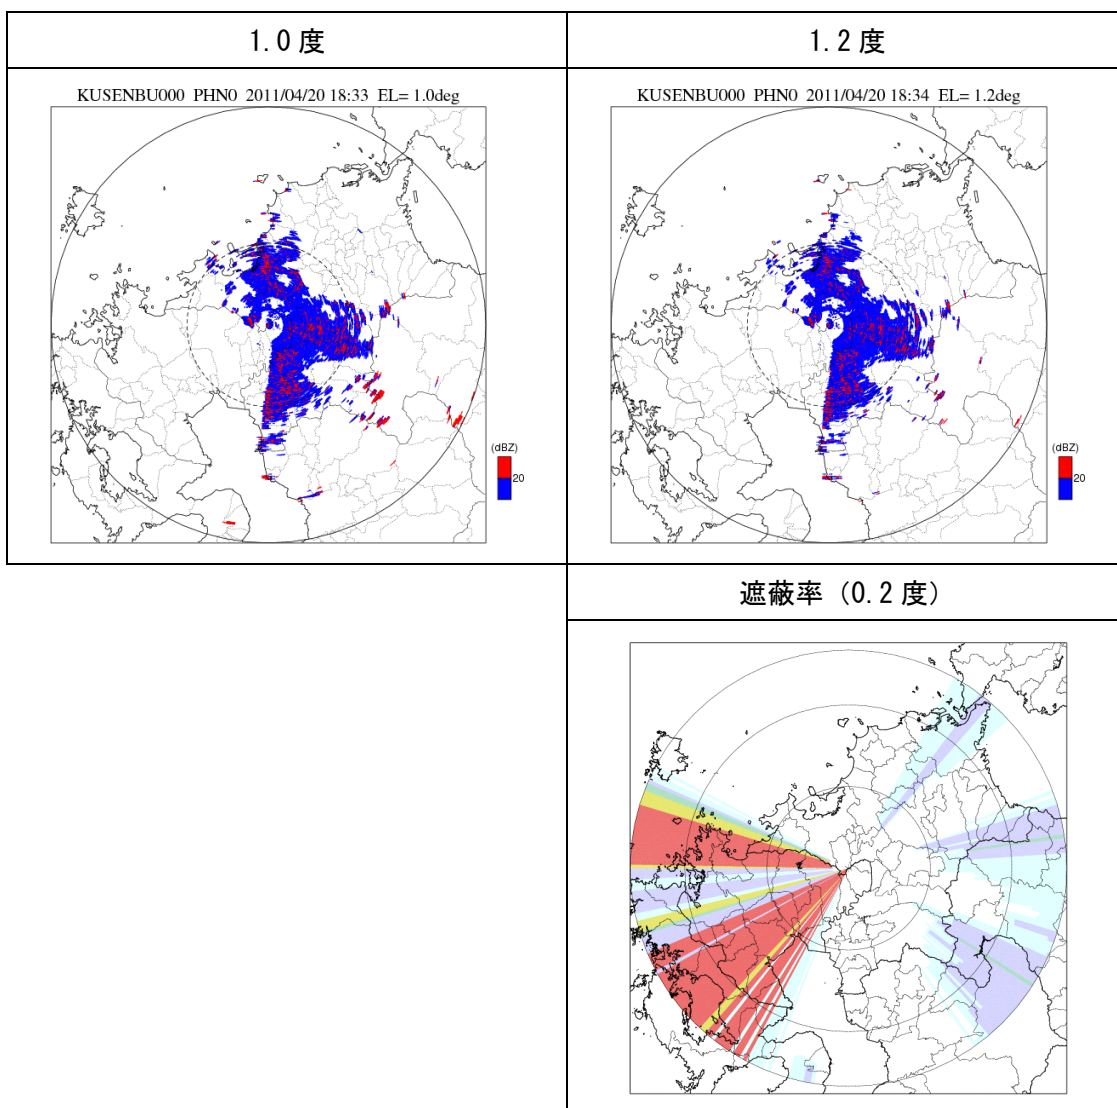 1.0度
1.2度
KUSENBU000 PHN0 2011/04/20 18:33 EL= 1.0deg
KUSENBU000 PHN0 2011/04/20 18:34 EL= 1.2deg
(dBZ)
20
(dBZ)
20
遮蔽率（0.2度）